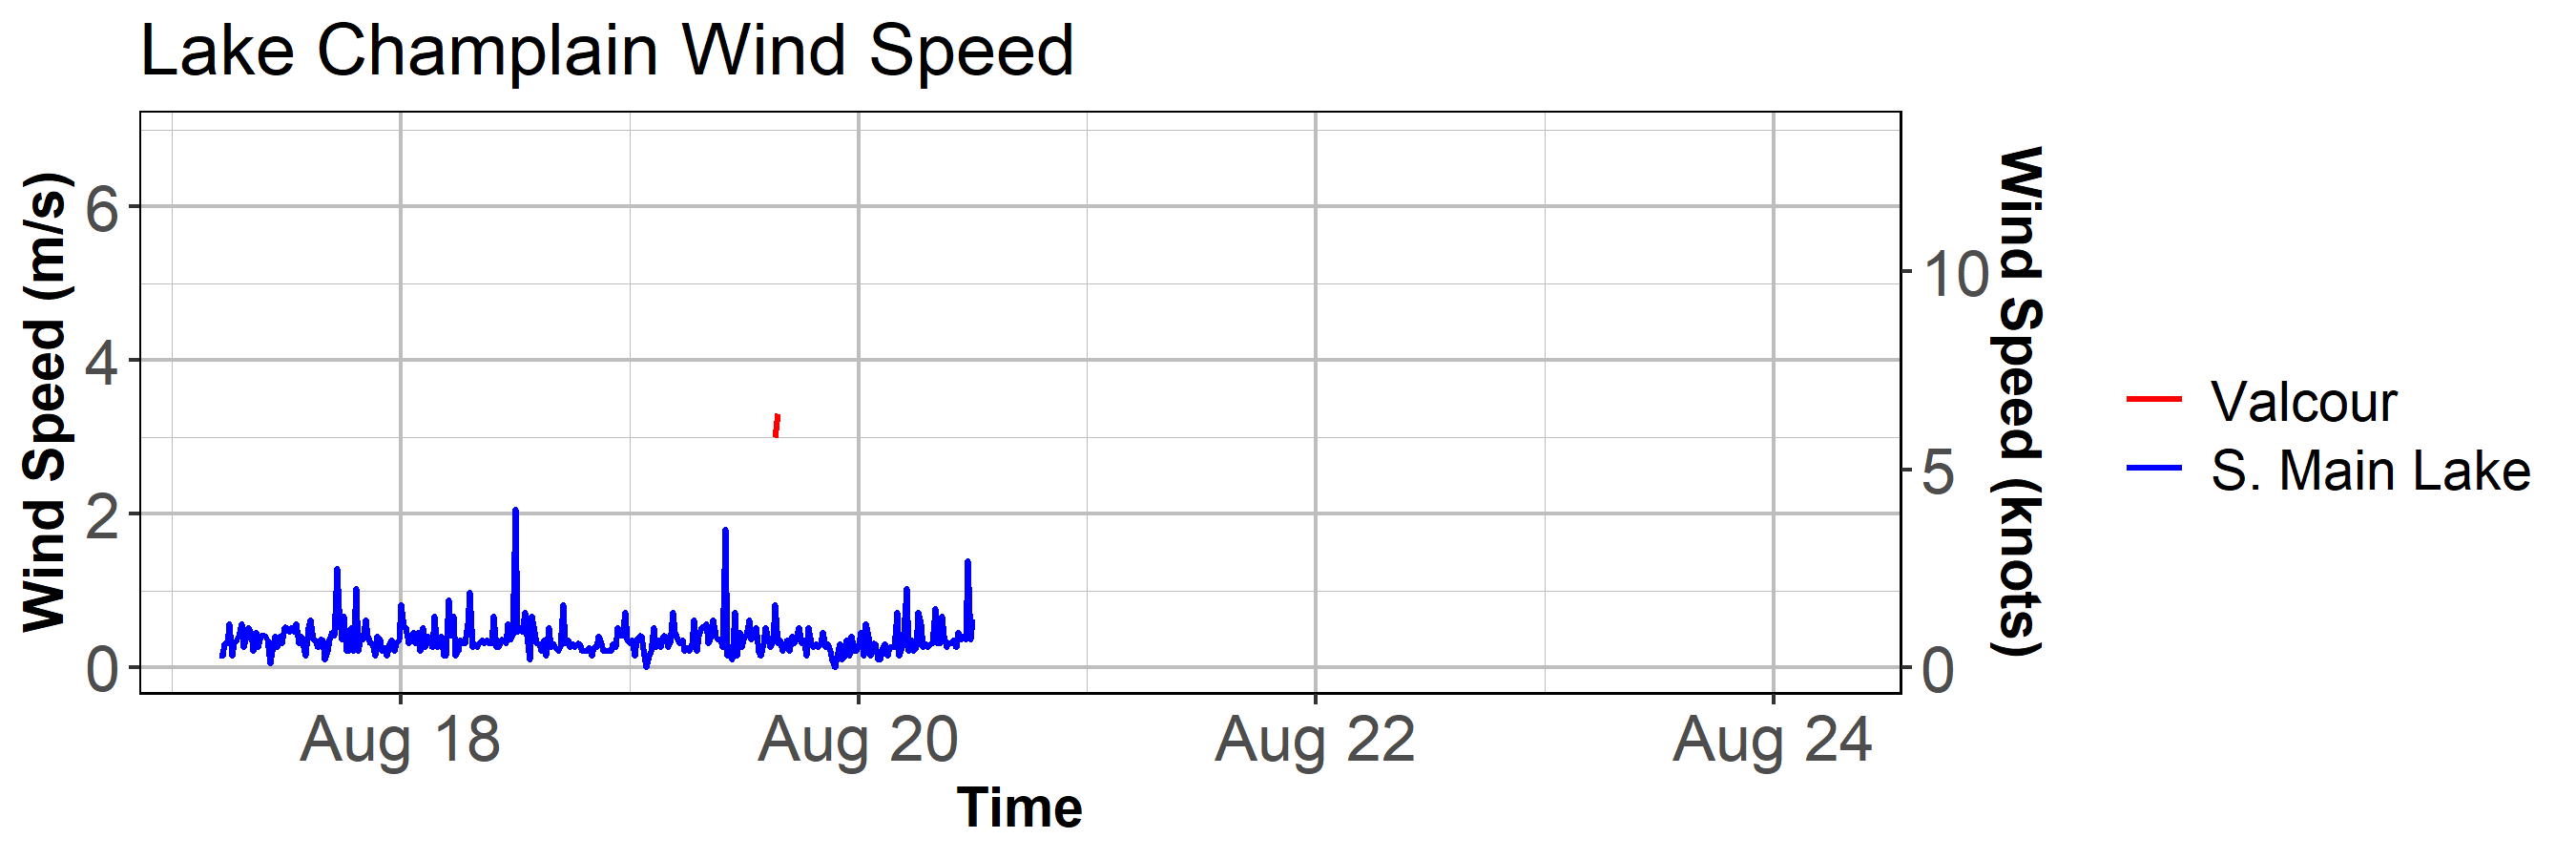 Lake Champlain Wind Speed
Wind Speed (m/s)
6
4
2
0
10
5
0
Wind Speed (knots)
Aug 18
Aug 20
Aug 22
Aug 24
Time
Valcour
S. Main Lake